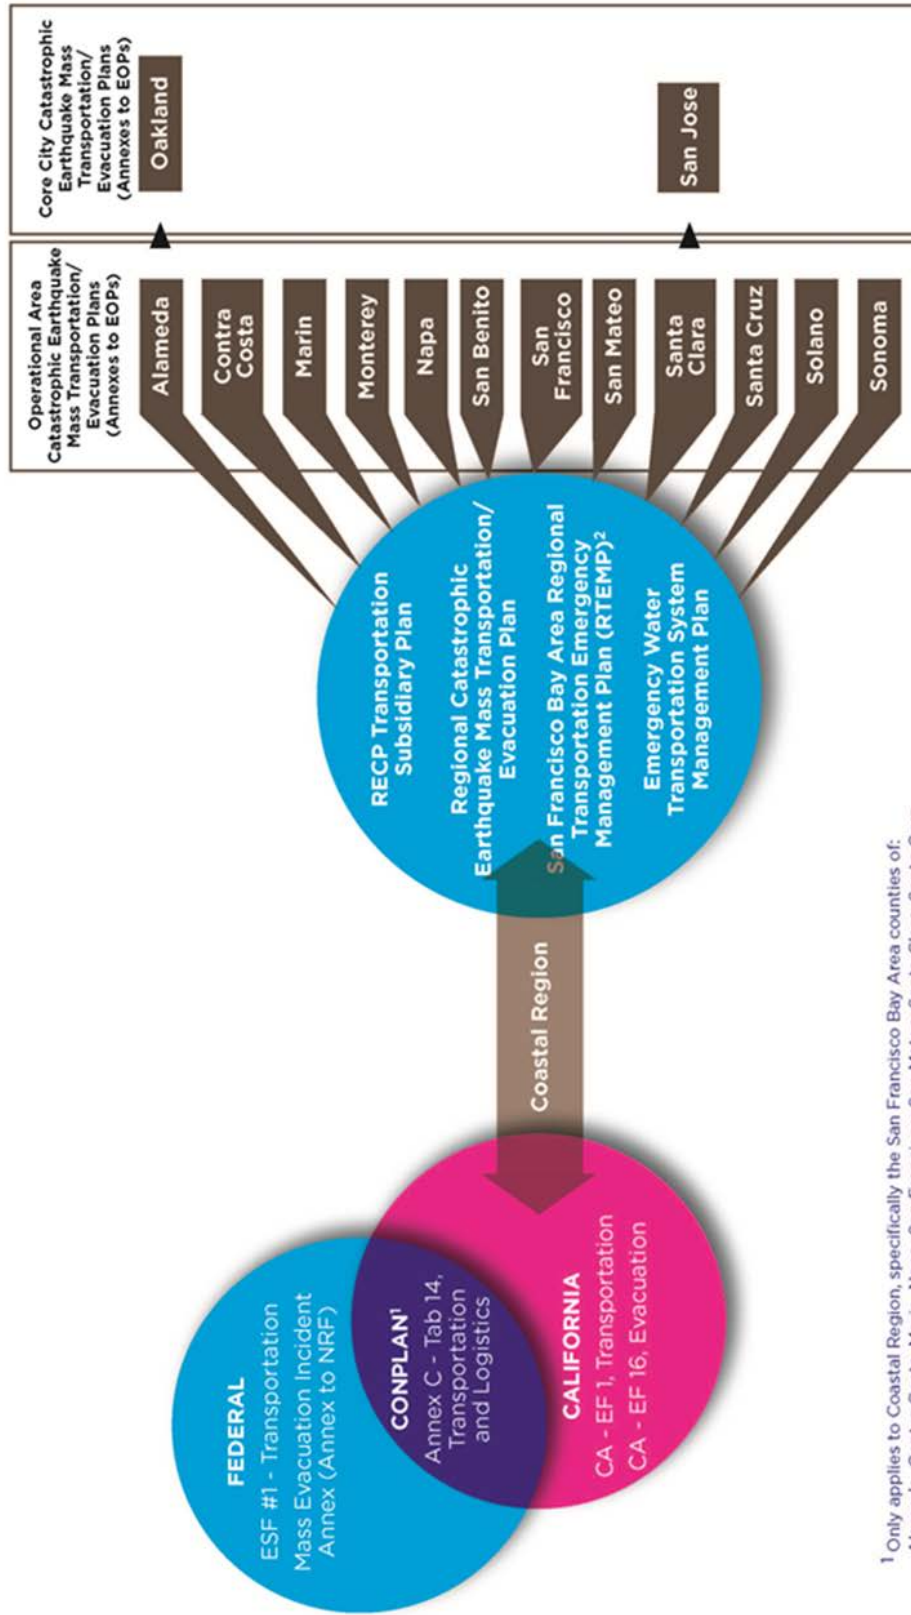 FEDERAL
ESF #1 - Transportation
Mass Evacuation Incident
Annex (Annex to NRF)
CONPLAN¹
Annex C - Tab 14,
Transportation
and Logistics
CALIFORNIA
CA - EF 1, Transportation
CA - EF 16, Evacuation
Coastal Region
RECP Transportation
Subsidiary Plan
Regional Catastrophic
Earthquake Mass Transportation/
Evacuation Plan
San Francisco Bay Area Regional
Transportation Emergency
Management Plan (RTEMP)²
Emergency Water
Transportation System
Management Plan
Operational Area
Catastrophic Earthquake
Mass Transportation/
Evacuation Plans
(Annexes to EOPs)
Alameda
Contra
Costa
Marin
Monterey
Napa
San Benito
San
Francisco
San Mateo
Santa
Clara
Santa Cruz
Solano
Sonoma
Core City Catastrophic
Earthquake Mass
Transportation/
Evacuation Plans
(Annexes to EOPs)
Oakland
San Jose
¹ Only applies to Coastal Region, specifically the San Francisco Bay Area counties of: